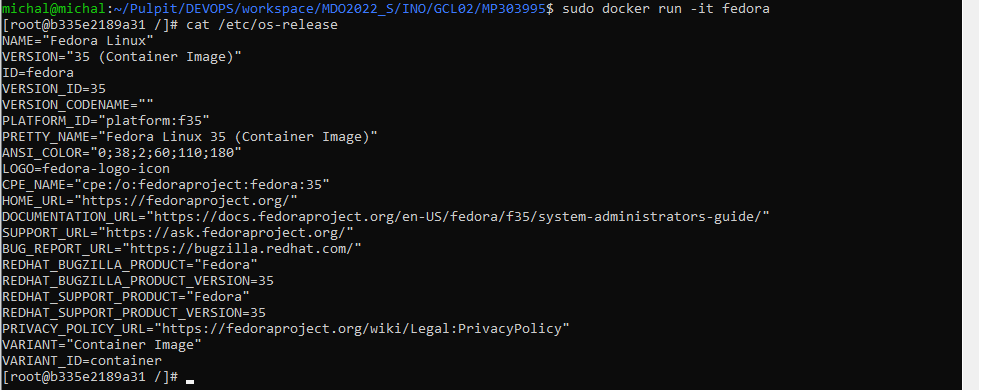 michal@michal:~/Pulpit/DEVOPS/workspace/MDO2022_S/INO/GCL02/MP303995$ sudo docker run -it fedora
[root@b335e2189a31 /]# cat /etc/os-release
NAME="Fedora Linux"
VERSION="35 (Container Image)"
ID=fedora
VERSION_ID=35
VERSION_CODENAME=""
PLATFORM_ID="platform:f35"
PRETTY_NAME="Fedora Linux 35 (Container Image)"
ANSI_COLOR="0;38;2;60;110;180"
LOGO=fedora-logo-icon
CPE_NAME="cpe:/o:fedoraproject:fedora:35"
HOME_URL="https://fedoraproject.org/"
DOCUMENTATION_URL="https://docs.fedoraproject.org/en-US/fedora/f35/system-administrators-guide/"
SUPPORT_URL="https://ask.fedoraproject.org/"
BUG_REPORT_URL="https://bugzilla.redhat.com/"
REDHAT_BUGZILLA_PRODUCT="Fedora"
REDHAT_BUGZILLA_PRODUCT_VERSION=35
REDHAT_SUPPORT_PRODUCT="Fedora"
REDHAT_SUPPORT_PRODUCT_VERSION=35
PRIVACY_POLICY_URL="https://fedoraproject.org/wiki/Legal:PrivacyPolicy"
VARIANT="Container Image"
VARIANT_ID=container
[root@b335e2189a31 /]#